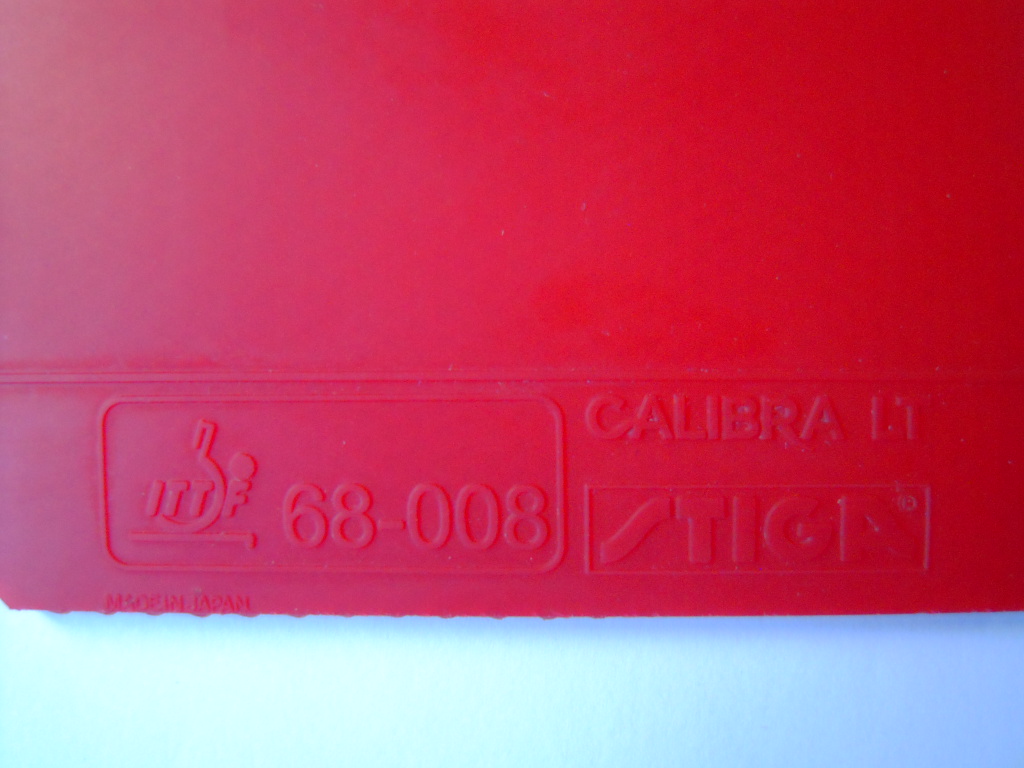 ITTF 68-008
CALIBRA LT
STIGA®
MADE IN JAPAN